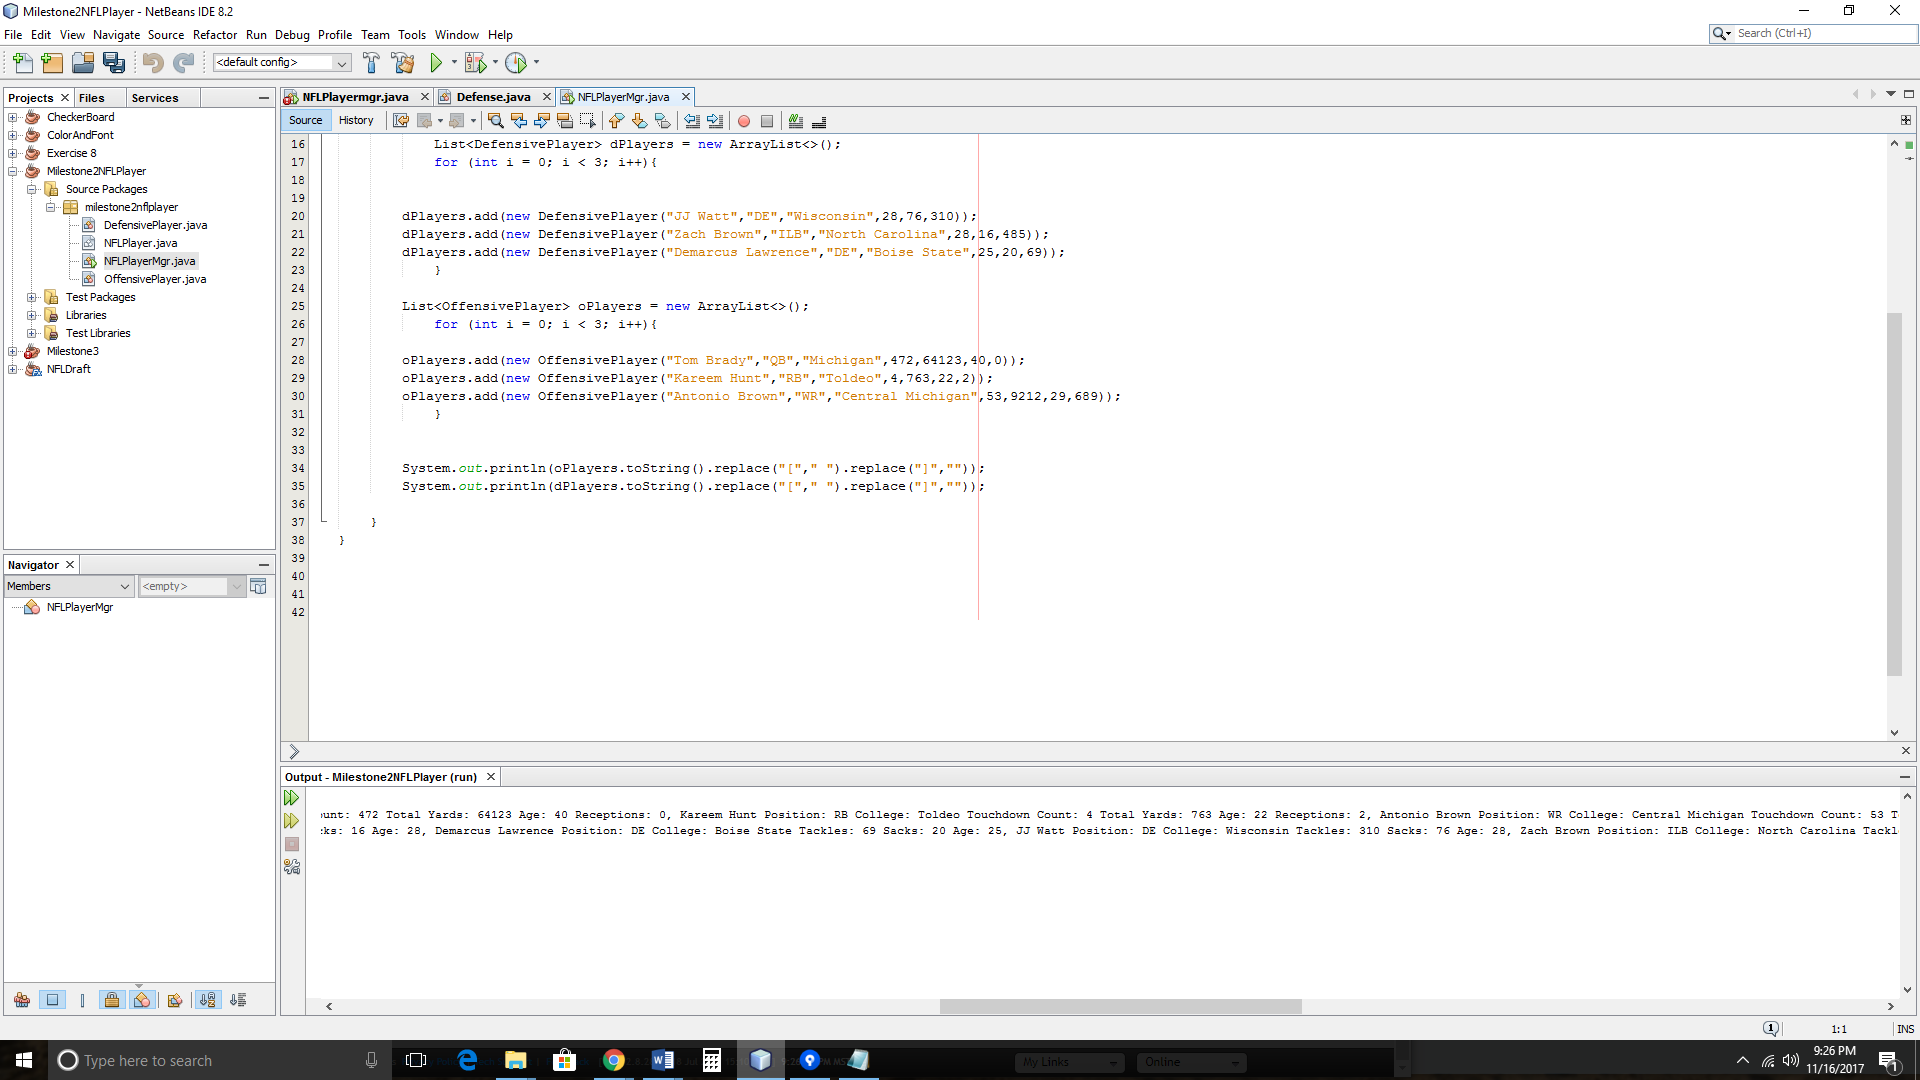 Milestone2NFLPlayer - NetBeans IDE 8.2
File Edit View Navigate Source Refactor Run Debug Profile Team Tools Window Help
Search (Ctrl+I)
<default config>
Projects Files Services
CheckerBoard
ColorAndFont
Exercise 8
Milestone2NFLPlayer
Source Packages
milestone2nflplayer
DefensivePlayer.java
NFLPlayer.java
NFLPlayerMgr.java
OffensivePlayer.java
Test Packages
Libraries
Test Libraries
Milestone3
NFLDraft
Navigator
Members <empty>
NFLPlayerMgr
NFLPlayermgr.java Defense.java NFLPlayerMgr.java
Source History
16 List<DefensivePlayer> dPlayers = new ArrayList<>();
17 for (int i = 0; i < 3; i++){
18
19
20 dPlayers.add(new DefensivePlayer("JJ Watt","DE","Wisconsin",28,76,310));
21 dPlayers.add(new DefensivePlayer("Zach Brown","ILB","North Carolina",28,16,485));
22 dPlayers.add(new DefensivePlayer("Demarcus Lawrence","DE","Boise State",25,20,69));
23 }
24
25 List<OffensivePlayer> oPlayers = new ArrayList<>();
26 for (int i = 0; i < 3; i++){
27
28 oPlayers.add(new OffensivePlayer("Tom Brady","QB","Michigan",472,64123,40,0));
29 oPlayers.add(new OffensivePlayer("Kareem Hunt","RB","Toldeo",4,763,22,2));
30 oPlayers.add(new OffensivePlayer("Antonio Brown","WR","Central Michigan",53,9212,29,689));
31 }
32
33
34 System.out.println(oPlayers.toString().replace("["," ").replace("]",""));
35 System.out.println(dPlayers.toString().replace("["," ").replace("]",""));
36
37 }
38 }
39
40
41
42
Output - Milestone2NFLPlayer (run)
ount: 472 Total Yards: 64123 Age: 40 Receptions: 0, Kareem Hunt Position: RB College: Toldeo Touchdown Count: 4 Total Yards: 763 Age: 22 Receptions: 2, Antonio Brown Position: WR College: Central Michigan Touchdown Count: 53 T
cks: 16 Age: 28, Demarcus Lawrence Position: DE College: Boise State Tackles: 69 Sacks: 20 Age: 25, JJ Watt Position: DE College: Wisconsin Tackles: 310 Sacks: 76 Age: 28, Zach Brown Position: ILB College: North Carolina Tackl
1 1:1 INS
Type here to search
My Links Online
9:26 PM
11/16/2017
1